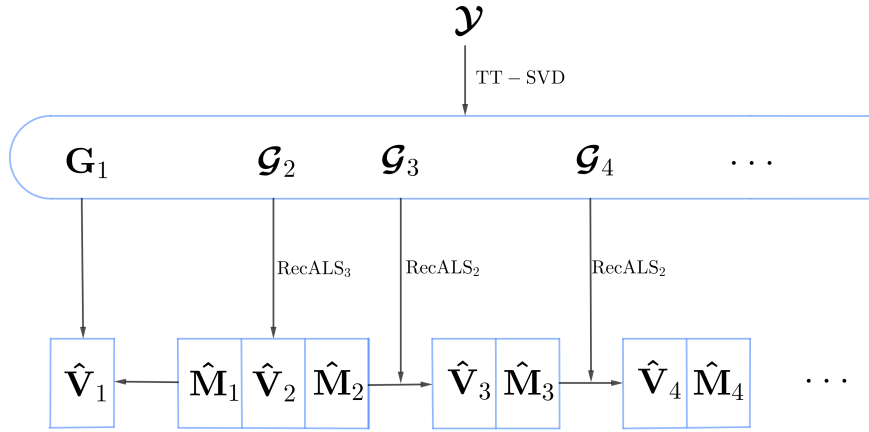 𝓨
TT − SVD
G₁ 𝓖₂ 𝓖₃ 𝓖₄ · · ·
RecALS₃ RecALS₂ RecALS₂
V̂₁ M̂₁ V̂₂ M̂₂ V̂₃ M̂₃ V̂₄ M̂₄ · · ·